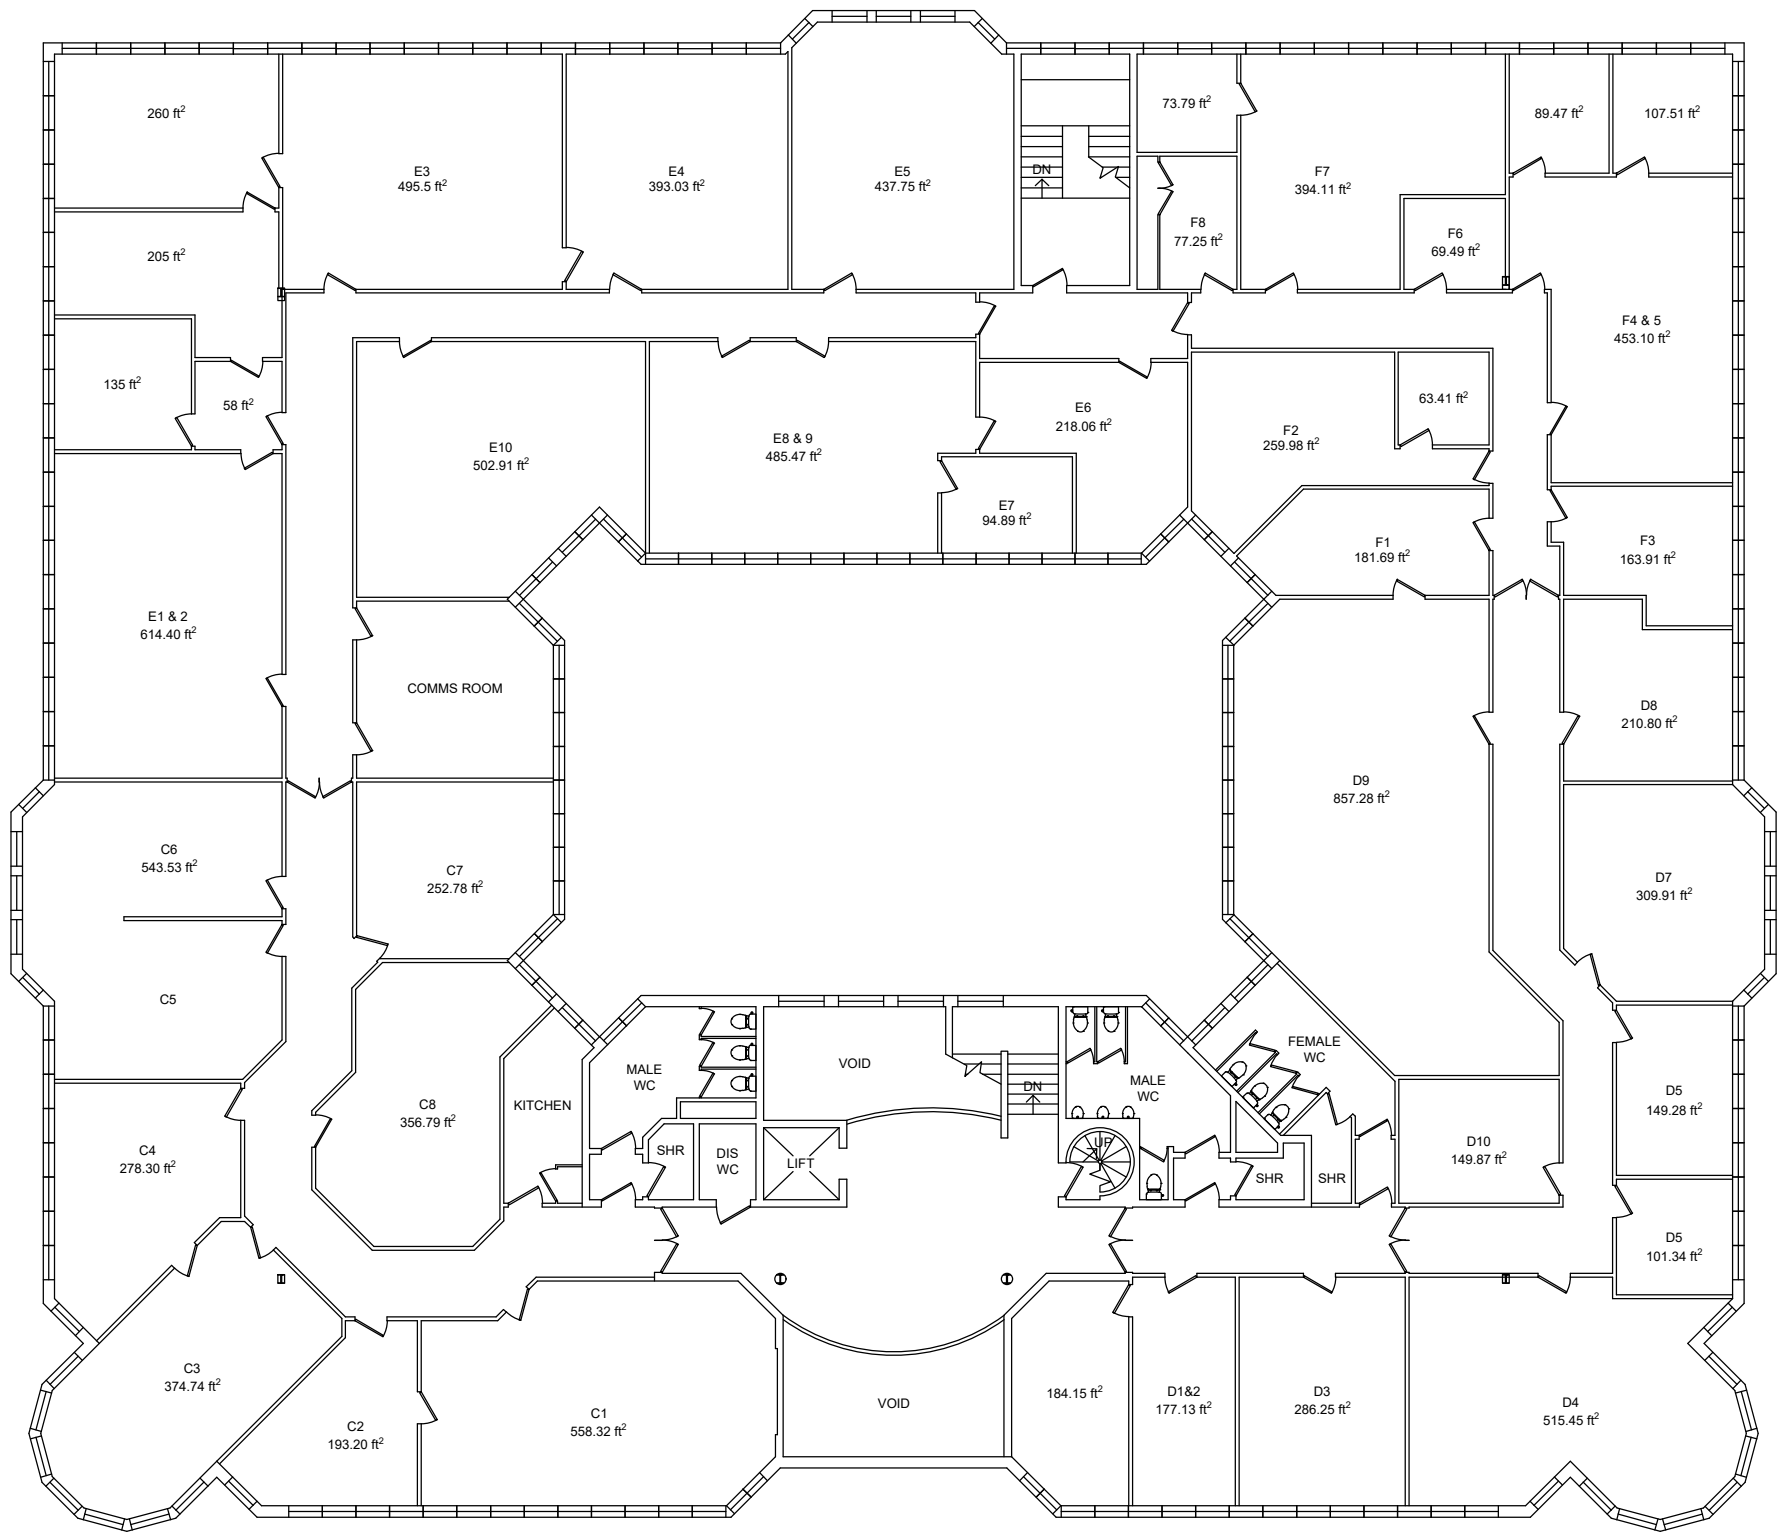 260 ft²
E3
495.5 ft²
E4
393.03 ft²
E5
437.75 ft²
DN
73.79 ft²
F7
394.11 ft²
89.47 ft²
107.51 ft²
205 ft²
F8
77.25 ft²
F6
69.49 ft²
F4 & 5
453.10 ft²
135 ft²
58 ft²
E10
502.91 ft²
E8 & 9
485.47 ft²
E6
218.06 ft²
E7
94.89 ft²
F2
259.98 ft²
63.41 ft²
F1
181.69 ft²
F3
163.91 ft²
E1 & 2
614.40 ft²
COMMS ROOM
D8
210.80 ft²
D9
857.28 ft²
C6
543.53 ft²
C7
252.78 ft²
D7
309.91 ft²
C5
VOID
MALE
WC
MALE
WC
FEMALE
WC
DN
KITCHEN
C8
356.79 ft²
D5
149.28 ft²
C4
278.30 ft²
SHR
DIS
WC
LIFT
UP
SHR
SHR
D10
149.87 ft²
D5
101.34 ft²
C3
374.74 ft²
C2
193.20 ft²
C1
558.32 ft²
VOID
184.15 ft²
D1&2
177.13 ft²
D3
286.25 ft²
D4
515.45 ft²